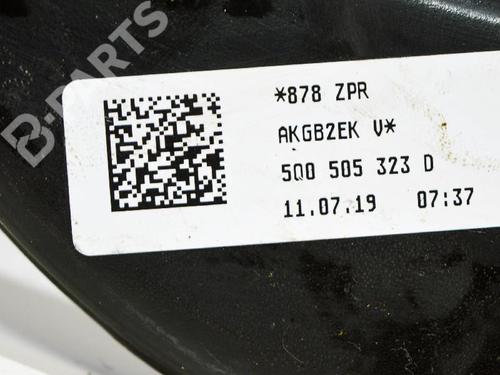 B-PARTS
*878 ZPR
AKGB2EK V*
5Q0 505 323 D
11.07.19 07:37